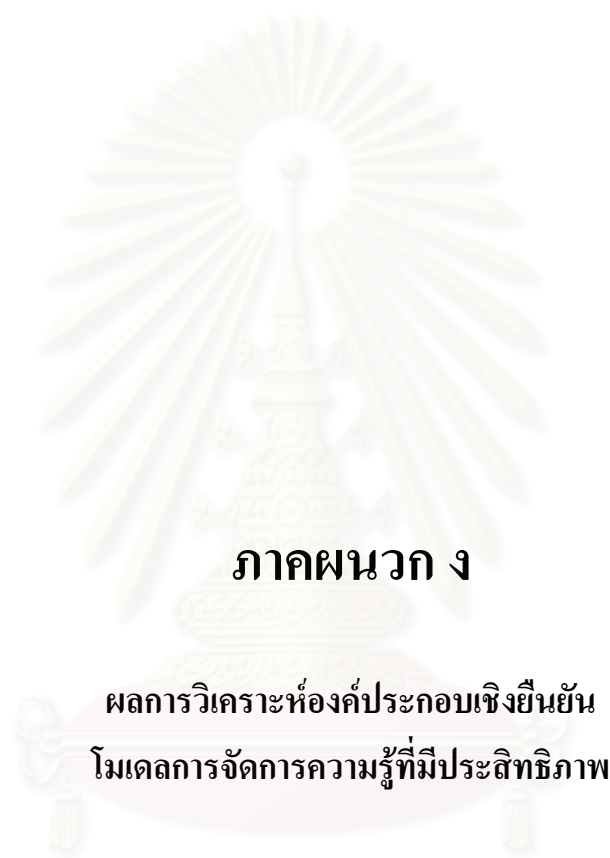 ภาคผนวก ง
ผลการวิเคราะห์องค์ประกอบเชิงยืนยัน
โมเดลการจัดการความรู้ที่มีประสิทธิภาพ